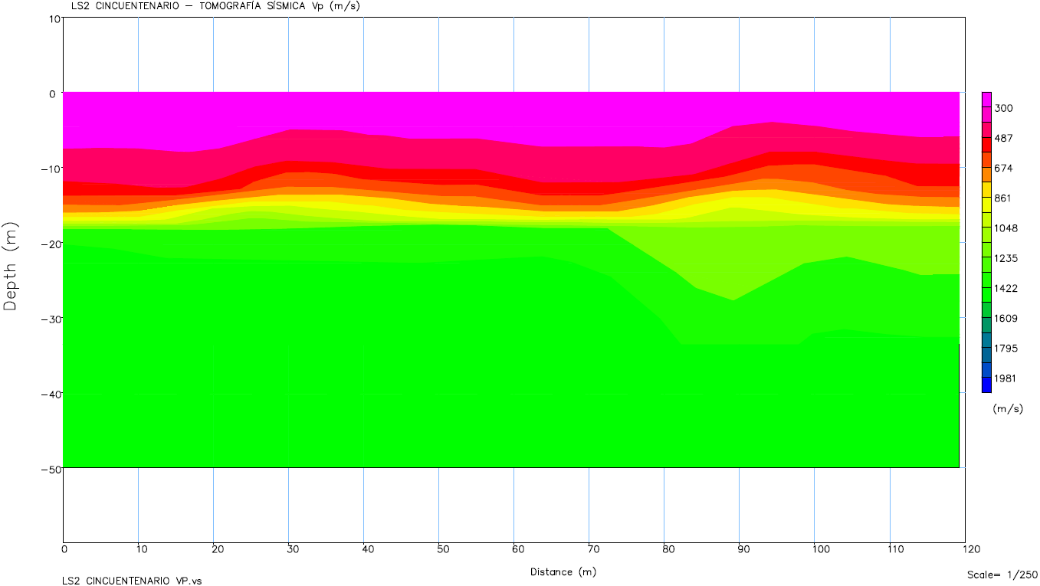 LS2 CINCUENTENARIO — TOMOGRAFÍA SÍSMICA Vp (m/s)
10
0
−10
−20
−30
−40
−50
Depth (m)
0 10 20 30 40 50 60 70 80 90 100 110 120
Distance (m)
300
487
674
861
1048
1235
1422
1609
1795
1981
(m/s)
LS2 CINCUENTENARIO VP.vs
Scale= 1/250